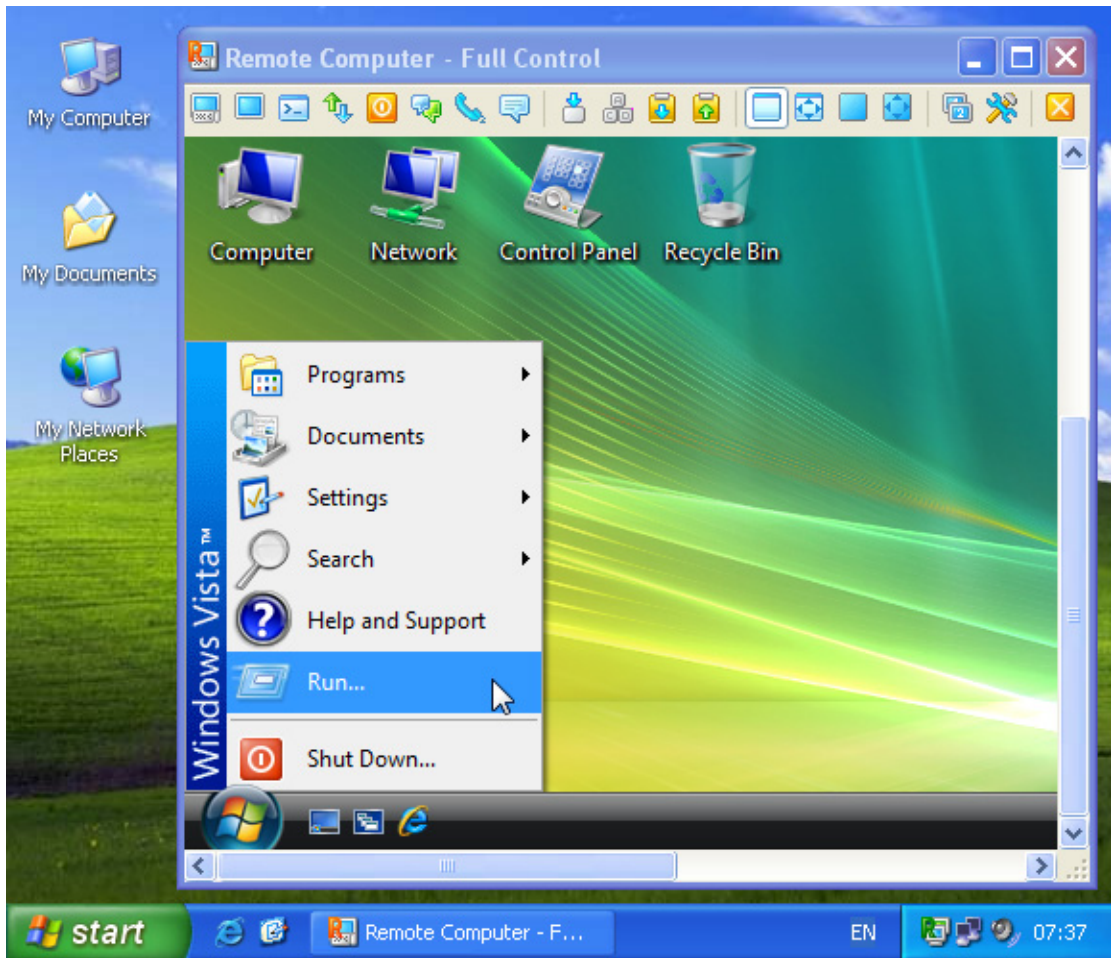 Remote Computer - Full Control
My Computer
My Documents
My Network
Places
Computer
Network
Control Panel
Recycle Bin
Windows Vista™
Programs
Documents
Settings
Search
Help and Support
Run...
Shut Down...
start
Remote Computer - F...
EN
07:37